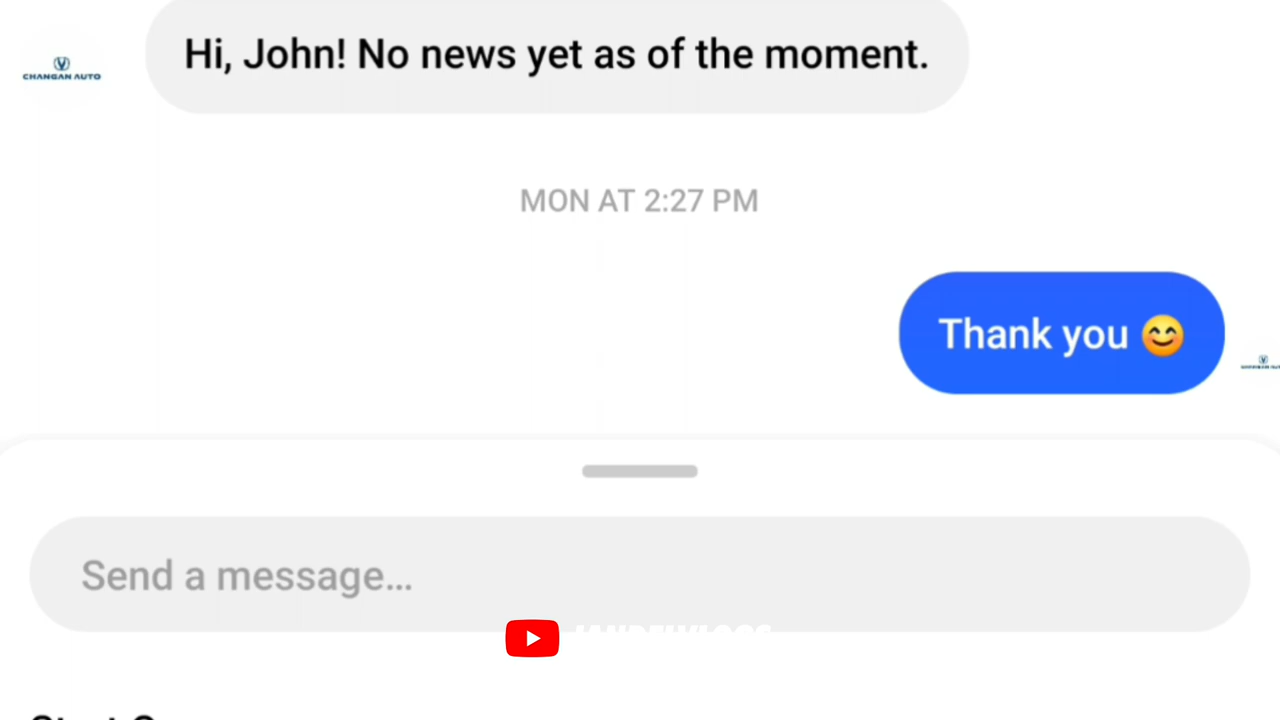 CHANGAN AUTO
Hi, John! No news yet as of the moment.
MON AT 2:27 PM
Thank you 😊
Send a message...